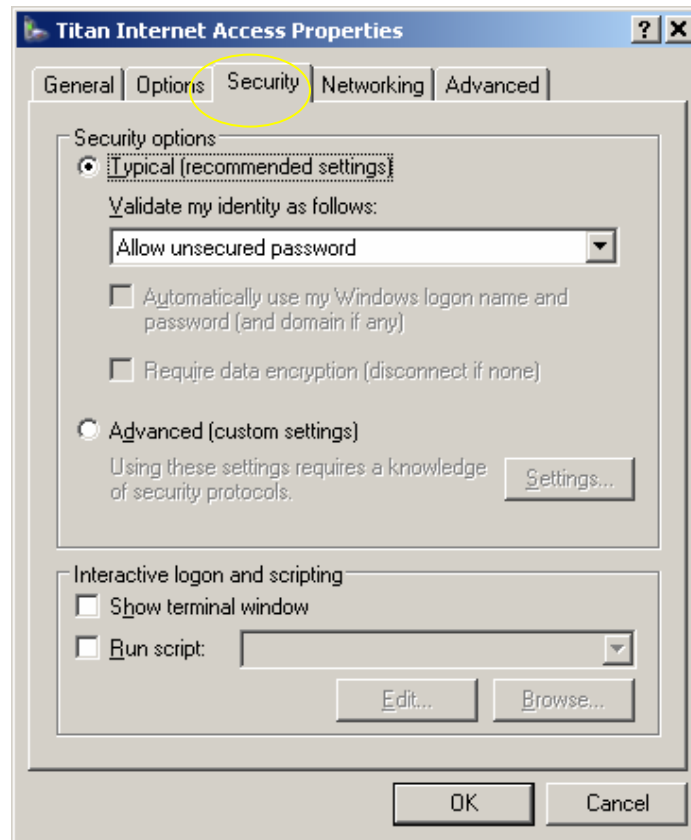 Titan Internet Access Properties
General Options Security Networking Advanced
Security options
Typical (recommended settings)
Validate my identity as follows:
Allow unsecured password
Automatically use my Windows logon name and
password (and domain if any)
Require data encryption (disconnect if none)
Advanced (custom settings)
Using these settings requires a knowledge
of security protocols.
Settings...
Interactive logon and scripting
Show terminal window
Run script:
Edit... Browse...
OK Cancel